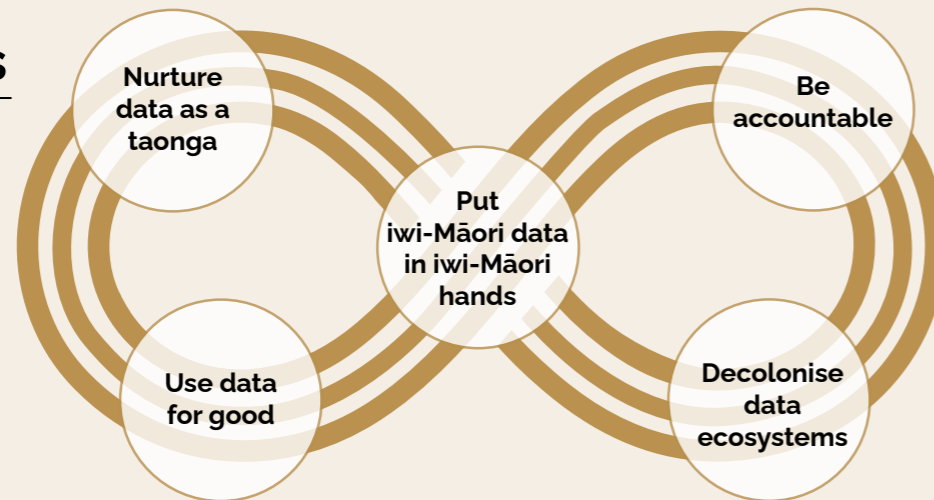 s
Nurture
data as a
taonga
Be
accountable
Put
iwi-Māori data
in iwi-Māori
hands
Use data
for good
Decolonise
data
ecosystems